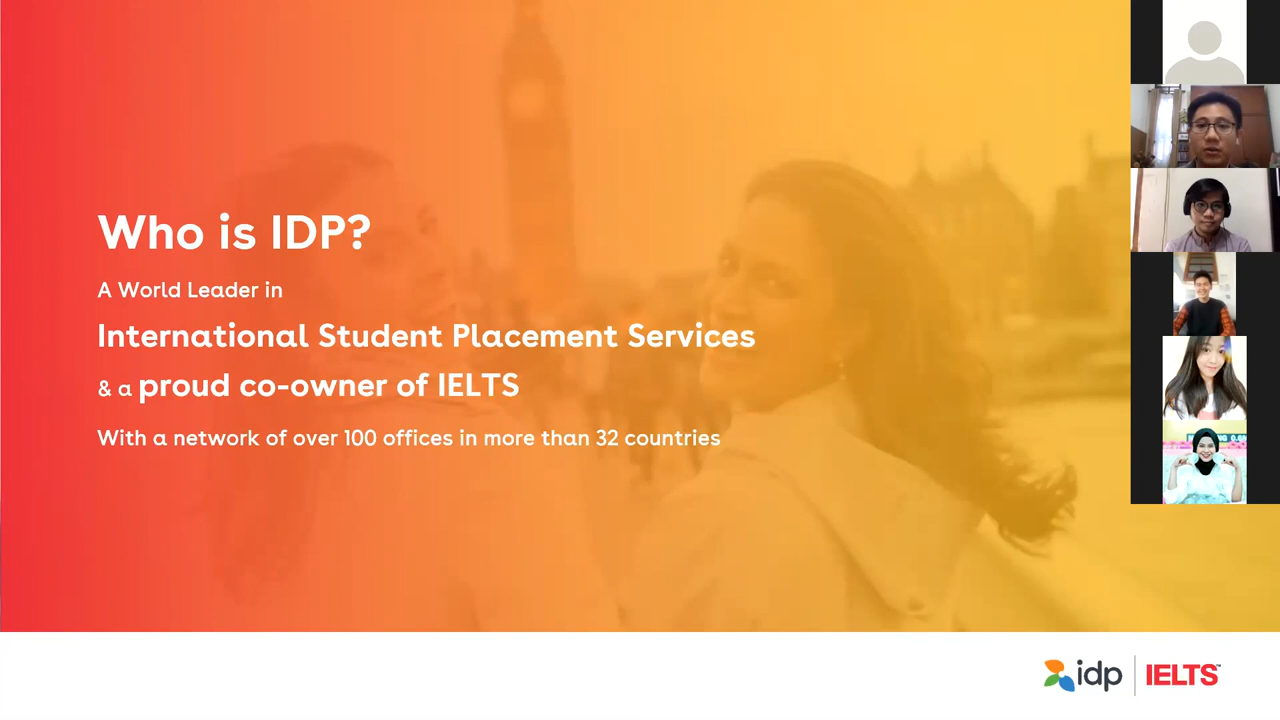 Who is IDP?
A World Leader in
International Student Placement Services
& a proud co-owner of IELTS
With a network of over 100 offices in more than 32 countries
idp
IELTS™